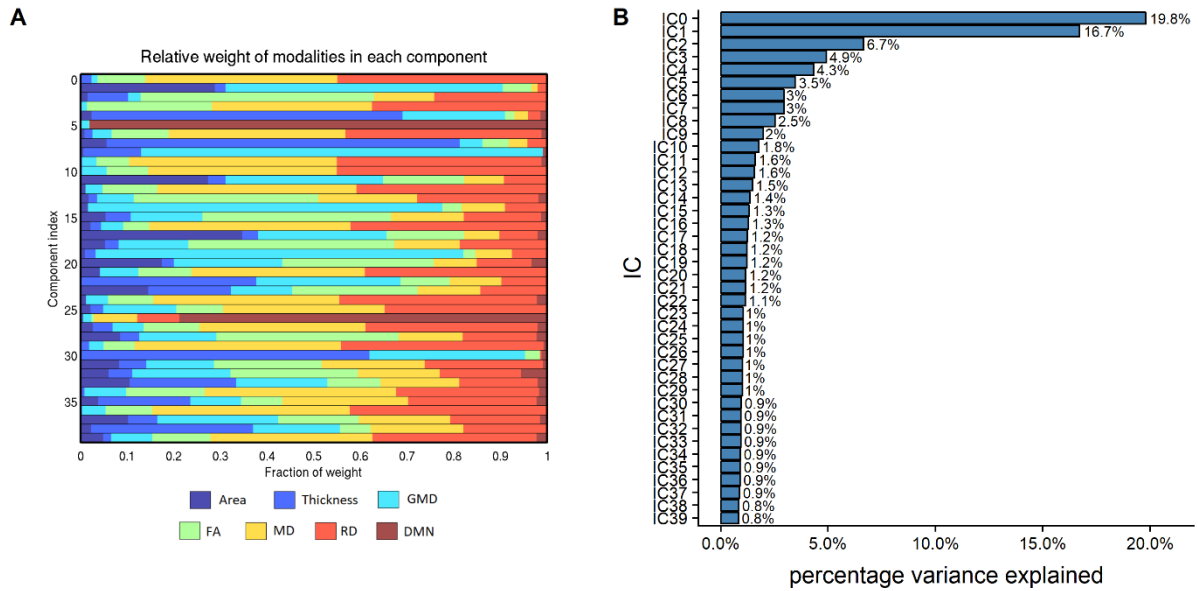 A
Relative weight of modalities in each component
0
5
10
15
20
25
30
35
Component index
0 0.1 0.2 0.3 0.4 0.5 0.6 0.7 0.8 0.9 1
Fraction of weight
Area Thickness GMD
FA MD RD DMN
B
IC0 19.8%
IC1 16.7%
IC2 6.7%
IC3 4.9%
IC4 4.3%
IC5 3.5%
IC6 3%
IC7 3%
IC8 2.5%
IC9 2%
IC10 1.8%
IC11 1.6%
IC12 1.6%
IC13 1.5%
IC14 1.4%
IC15 1.3%
IC16 1.3%
IC17 1.2%
IC18 1.2%
IC19 1.2%
IC20 1.2%
IC21 1.2%
IC22 1.1%
IC23 1%
IC24 1%
IC25 1%
IC26 1%
IC27 1%
IC28 1%
IC29 1%
IC30 0.9%
IC31 0.9%
IC32 0.9%
IC33 0.9%
IC34 0.9%
IC35 0.9%
IC36 0.9%
IC37 0.9%
IC38 0.8%
IC39 0.8%
IC
0.0% 5.0% 10.0% 15.0% 20.0%
percentage variance explained